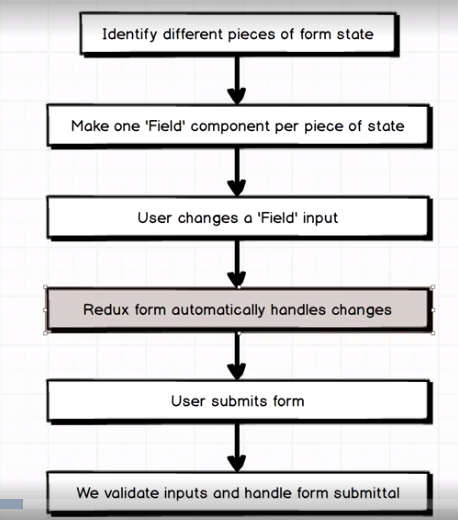 Identify different pieces of form state
Make one 'Field' component per piece of state
User changes a 'Field' input
Redux form automatically handles changes
User submits form
We validate inputs and handle form submittal